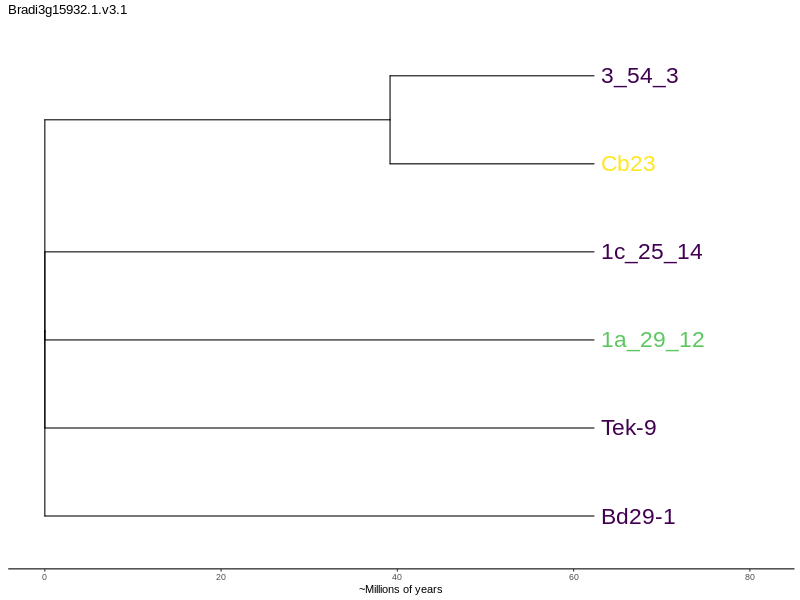 Bradi3g15932.1.v3.1
3_54_3
Cb23
1c_25_14
1a_29_12
Tek-9
Bd29-1
0 20 40 60 80
~Millions of years